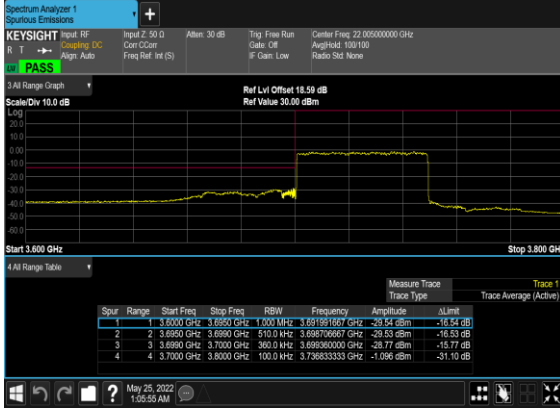 Spectrum Analyzer 1
Spurious Emissions
+
KEYSIGHT Input: RF Input Z: 50 Ω Atten: 30 dB Trig: Free Run Center Freq: 22.005000000 GHz
R T Coupling: DC Corr CCorr Gate: Off Avg|Hold: 100/100
Align: Auto Freq Ref: Int (S) IF Gain: Low Radio Std: None
PASS
3 All Range Graph Ref Lvl Offset 18.59 dB
Scale/Div 10.0 dB Ref Value 30.00 dBm
Log
20.0
10.0
0.00
-10.0
-20.0
-30.0
-40.0
-50.0
-60.0
Start 3.600 GHz Stop 3.800 GH
4 All Range Table
Measure Trace Trace 1
Trace Type Trace Average (Active)
Spur Range Start Freq Stop Freq RBW Frequency Amplitude ΔLimit
1 1 3.6000 GHz 3.6950 GHz 1.000 MHz 3.691991667 GHz -29.54 dBm -16.54 dB
2 2 3.6950 GHz 3.6990 GHz 510.0 kHz 3.698706667 GHz -29.53 dBm -16.53 dB
3 3 3.6990 GHz 3.7000 GHz 360.0 kHz 3.699360000 GHz -28.77 dBm -15.77 dB
4 4 3.7000 GHz 3.8000 GHz 100.0 kHz 3.736833333 GHz -1.096 dBm -31.10 dB
? May 25, 2022
1:05:55 AM